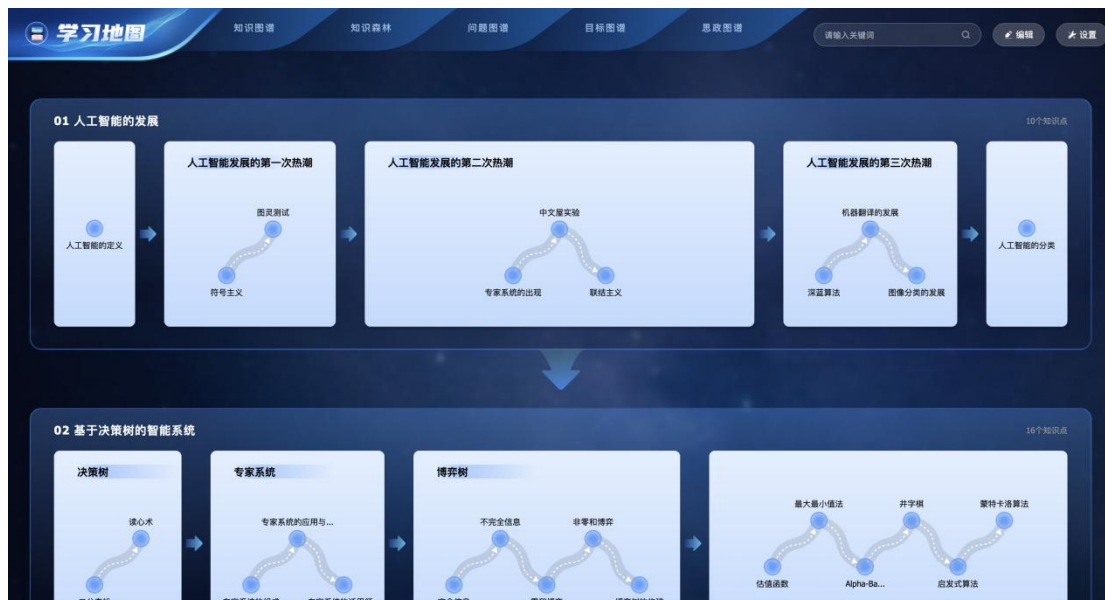 学习地图
知识图谱
知识森林
问题图谱
目标图谱
思政图谱
请输入关键词
编辑
设置
01 人工智能的发展
10个知识点
人工智能的定义
人工智能发展的第一次热潮
图灵测试
符号主义
人工智能发展的第二次热潮
中文屋实验
专家系统的出现
联结主义
人工智能发展的第三次热潮
机器翻译的发展
深蓝算法
图像分类的发展
人工智能的分类
02 基于决策树的智能系统
16个知识点
决策树
读心术
专家系统
专家系统的应用与...
博弈树
不完全信息
非零和博弈
最大最小值法
井字棋
蒙特卡洛算法
估值函数
Alpha-Ba...
启发式算法